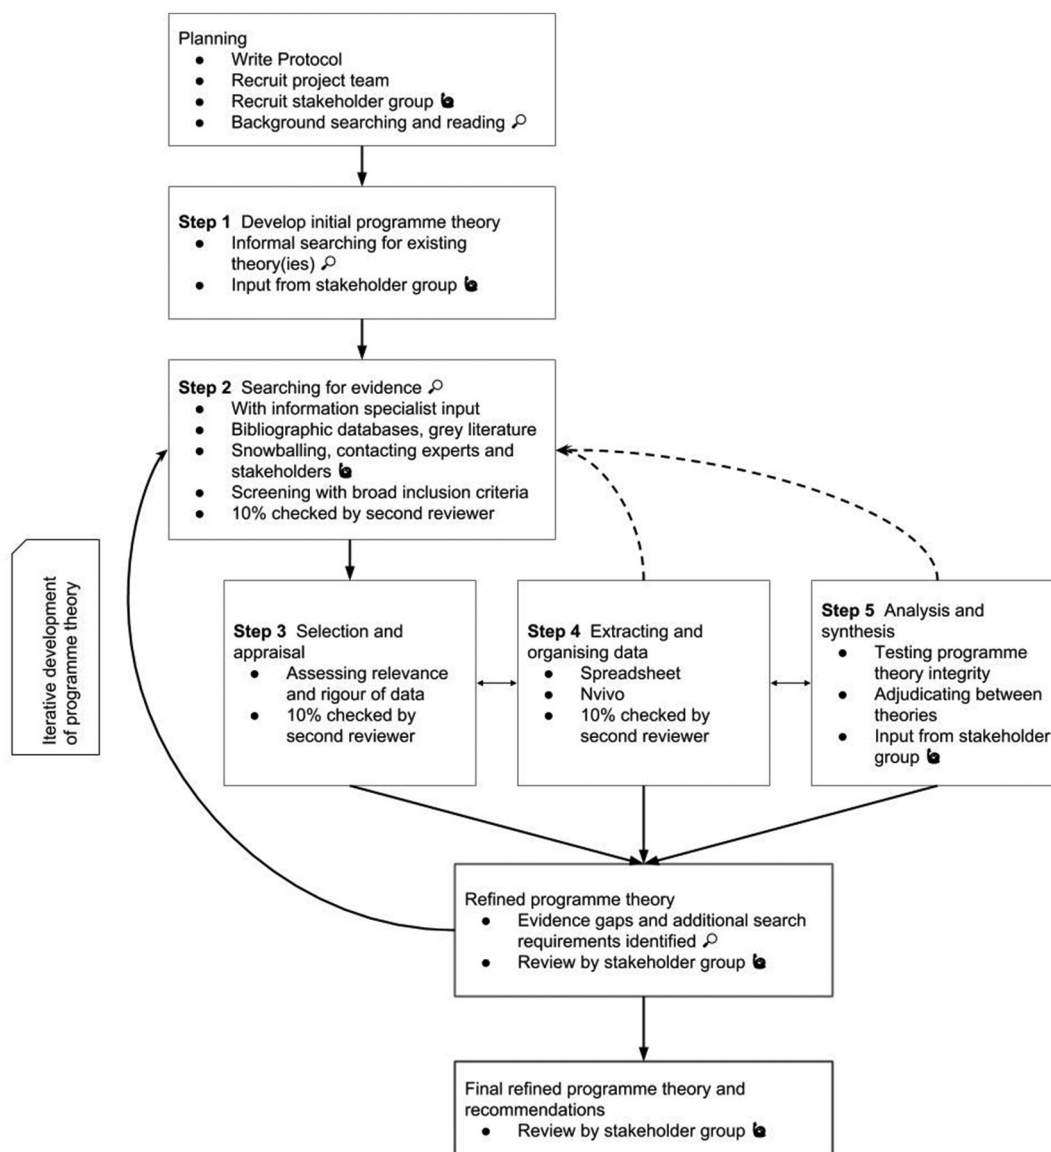 Planning
● Write Protocol
● Recruit project team
● Recruit stakeholder group
● Background searching and reading
Step 1 Develop initial programme theory
● Informal searching for existing
theory(ies)
● Input from stakeholder group
Step 2 Searching for evidence
● With information specialist input
● Bibliographic databases, grey literature
● Snowballing, contacting experts and
stakeholders
● Screening with broad inclusion criteria
● 10% checked by second reviewer
Iterative development
of programme theory
Step 3 Selection and
appraisal
● Assessing relevance
and rigour of data
● 10% checked by
second reviewer
Step 4 Extracting and
organising data
● Spreadsheet
● Nvivo
● 10% checked by
second reviewer
Step 5 Analysis and
synthesis
● Testing programme
theory integrity
● Adjudicating between
theories
● Input from stakeholder
group
Refined programme theory
● Evidence gaps and additional search
requirements identified
● Review by stakeholder group
Final refined programme theory and
recommendations
● Review by stakeholder group